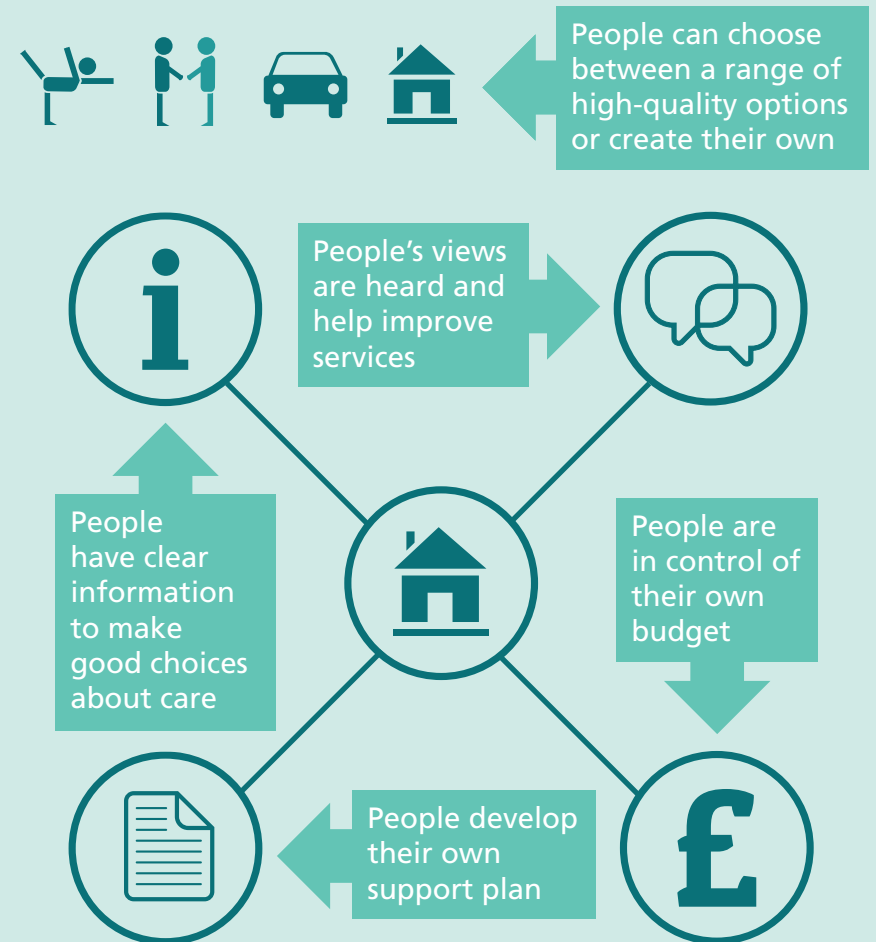 People can choose
between a range of
high-quality options
or create their own
People's views
are heard and
help improve
services
i
People
have clear
information
to make
good choices
about care
People are
in control of
their own
budget
People develop
their own
support plan
£